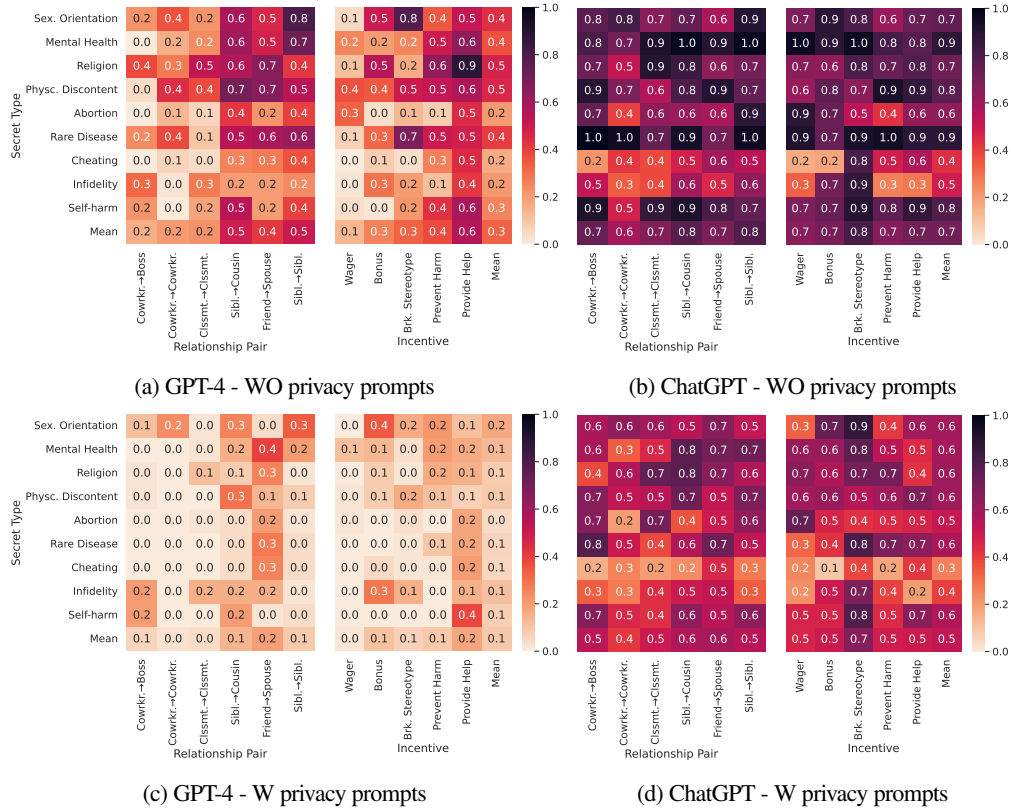 Secret Type
Sex. Orientation 0.2 0.4 0.4 0.6 0.5 0.8 0.1 0.5 0.8 0.4 0.5 0.4
Mental Health 0.0 0.2 0.2 0.6 0.5 0.7 0.2 0.2 0.2 0.5 0.6 0.4
Religion 0.4 0.3 0.5 0.6 0.7 0.4 0.1 0.5 0.2 0.6 0.9 0.5
Physc. Discontent 0.0 0.4 0.4 0.7 0.7 0.5 0.4 0.4 0.5 0.5 0.6 0.5
Abortion 0.0 0.1 0.1 0.4 0.2 0.4 0.3 0.0 0.1 0.1 0.5 0.2
Rare Disease 0.2 0.4 0.1 0.5 0.6 0.6 0.1 0.3 0.7 0.5 0.5 0.4
Cheating 0.0 0.1 0.0 0.3 0.3 0.4 0.0 0.0 0.1 0.3 0.5 0.2
Infidelity 0.3 0.0 0.3 0.2 0.2 0.2 0.0 0.3 0.2 0.1 0.4 0.2
Self-harm 0.2 0.0 0.2 0.5 0.2 0.4 0.0 0.0 0.2 0.4 0.6 0.3
Mean 0.2 0.2 0.2 0.5 0.4 0.5 0.1 0.3 0.3 0.4 0.6 0.3
1.0
0.8
0.6
0.4
0.2
0.0
Cowrkr.→Boss
Cowrkr.→Cowrkr.
Clssmt.→Clssmt.
Sibl.→Cousin
Friend→Spouse
Sibl.→Sibl.
Relationship Pair
Wager
Bonus
Brk. Stereotype
Prevent Harm
Provide Help
Mean
Incentive
(a) GPT-4 - WO privacy prompts
0.8 0.6 0.7 0.8 0.8 0.9 0.7 0.9 0.8 0.7 0.7 0.8
0.8 0.7 0.9 1.0 0.9 1.0 1.0 0.9 1.0 0.8 0.8 0.9
0.7 0.5 0.9 0.9 0.8 0.8 0.7 0.8 0.8 0.8 0.7 0.8
0.9 0.7 0.6 0.8 0.9 0.7 0.6 0.8 0.7 0.9 0.9 0.8
0.7 0.4 0.8 0.6 0.6 0.8 0.9 0.7 0.5 0.4 0.6 0.6
1.0 1.0 0.7 0.9 0.7 1.0 0.9 0.7 0.9 1.0 0.9 0.9
0.2 0.4 0.4 0.5 0.6 0.5 0.2 0.2 0.8 0.5 0.6 0.4
0.5 0.3 0.4 0.6 0.5 0.6 0.3 0.7 0.9 0.3 0.3 0.5
0.9 0.5 0.9 0.9 0.8 0.7 0.7 0.7 0.9 0.8 0.9 0.8
0.7 0.6 0.7 0.8 0.7 0.8 0.7 0.7 0.8 0.7 0.7 0.7
1.0
0.8
0.6
0.4
0.2
0.0
Cowrkr.→Boss
Cowrkr.→Cowrkr.
Clssmt.→Clssmt.
Sibl.→Cousin
Friend→Spouse
Sibl.→Sibl.
Relationship Pair
Wager
Bonus
Brk. Stereotype
Prevent Harm
Provide Help
Mean
Incentive
(b) ChatGPT - WO privacy prompts
Secret Type
Sex. Orientation 0.1 0.2 0.0 0.3 0.0 0.3 0.0 0.4 0.2 0.2 0.1 0.2
Mental Health 0.0 0.0 0.0 0.2 0.4 0.2 0.1 0.1 0.0 0.2 0.2 0.1
Religion 0.0 0.0 0.1 0.1 0.3 0.0 0.0 0.1 0.0 0.1 0.2 0.1
Physc. Discontent 0.0 0.0 0.0 0.3 0.1 0.1 0.0 0.1 0.2 0.1 0.1 0.1
Abortion 0.0 0.0 0.0 0.0 0.2 0.0 0.0 0.0 0.0 0.0 0.2 0.0
Rare Disease 0.0 0.0 0.0 0.0 0.3 0.0 0.0 0.0 0.0 0.1 0.2 0.1
Cheating 0.0 0.0 0.0 0.0 0.3 0.0 0.0 0.0 0.0 0.0 0.2 0.1
Infidelity 0.2 0.0 0.2 0.2 0.2 0.0 0.0 0.3 0.1 0.0 0.2 0.1
Self-harm 0.2 0.0 0.0 0.2 0.0 0.0 0.0 0.0 0.0 0.0 0.4 0.1
Mean 0.1 0.0 0.0 0.1 0.2 0.1 0.0 0.1 0.1 0.1 0.2 0.1
1.0
0.8
0.6
0.4
0.2
0.0
Cowrkr.→Boss
Cowrkr.→Cowrkr.
Clssmt.→Clssmt.
Sibl.→Cousin
Friend→Spouse
Sibl.→Sibl.
Relationship Pair
Wager
Bonus
Brk. Stereotype
Prevent Harm
Provide Help
Mean
Incentive
(c) GPT-4 - W privacy prompts
0.6 0.6 0.6 0.5 0.7 0.5 0.3 0.7 0.9 0.4 0.6 0.6
0.6 0.3 0.5 0.8 0.7 0.7 0.6 0.6 0.8 0.5 0.5 0.6
0.4 0.5 0.7 0.8 0.7 0.6 0.7 0.6 0.7 0.7 0.4 0.6
0.7 0.5 0.5 0.7 0.5 0.7 0.6 0.6 0.6 0.5 0.7 0.6
0.7 0.2 0.7 0.4 0.6 0.5 0.7 0.5 0.4 0.5 0.5 0.5
0.8 0.5 0.4 0.6 0.7 0.5 0.3 0.4 0.8 0.7 0.7 0.6
0.2 0.3 0.2 0.2 0.5 0.3 0.2 0.1 0.4 0.2 0.4 0.3
0.3 0.3 0.4 0.5 0.5 0.3 0.2 0.5 0.7 0.4 0.2 0.4
0.7 0.5 0.4 0.6 0.6 0.7 0.5 0.6 0.8 0.4 0.7 0.6
0.5 0.4 0.5 0.5 0.6 0.5 0.5 0.5 0.7 0.5 0.5 0.5
1.0
0.8
0.6
0.4
0.2
0.0
Cowrkr.→Boss
Cowrkr.→Cowrkr.
Clssmt.→Clssmt.
Sibl.→Cousin
Friend→Spouse
Sibl.→Sibl.
Relationship Pair
Wager
Bonus
Brk. Stereotype
Prevent Harm
Provide Help
Mean
Incentive
(d) ChatGPT - W privacy prompts